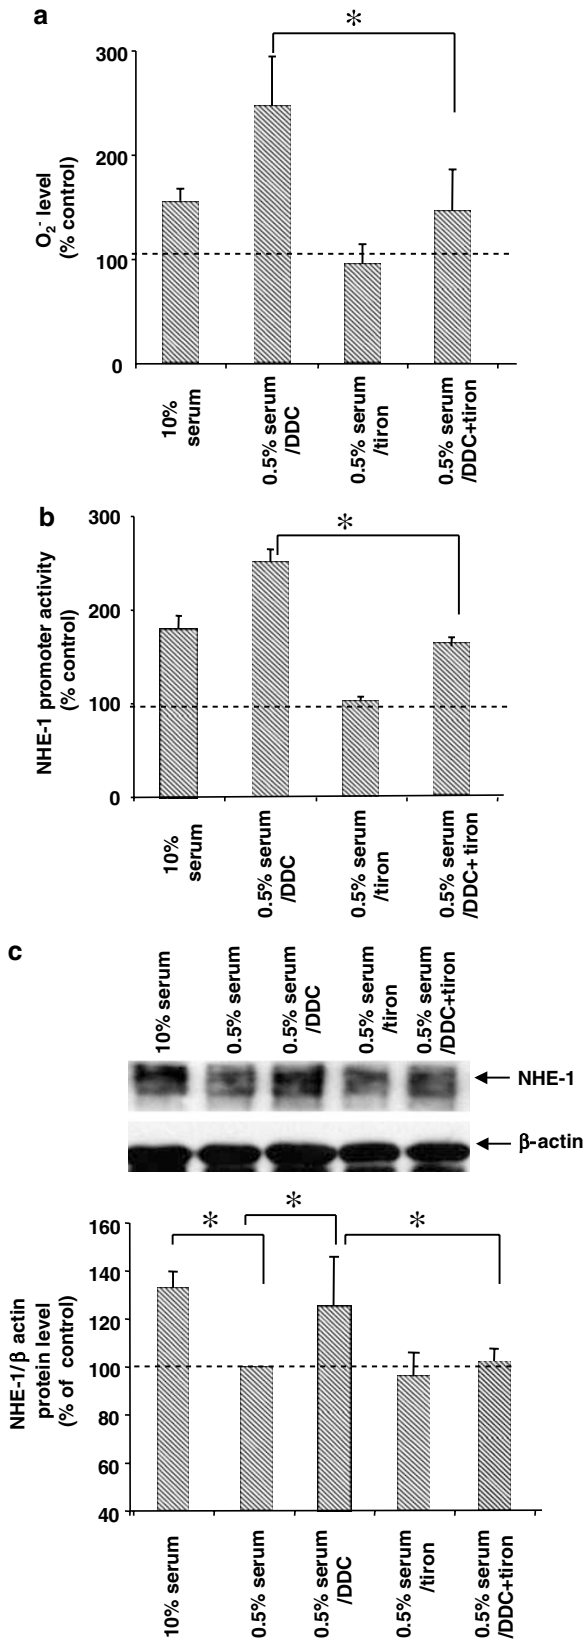 a
*
300
200
100
0
O2- level
(% control)
10%
serum
0.5% serum
/DDC
0.5% serum
/tiron
0.5% serum
/DDC+tiron
b
*
300
200
100
0
NHE-1 promoter activity
(% control)
10%
serum
0.5% serum
/DDC
0.5% serum
/tiron
0.5% serum
/DDC+ tiron
c
10% serum
0.5% serum
0.5% serum
/DDC
0.5% serum
/tiron
0.5% serum
/DDC+tiron
NHE-1
β-actin
* * *
160
140
120
100
80
60
40
NHE-1/β actin
protein level
(% of control)
10% serum
0.5% serum
0.5% serum
/DDC
0.5% serum
/tiron
0.5% serum
/DDC+tiron